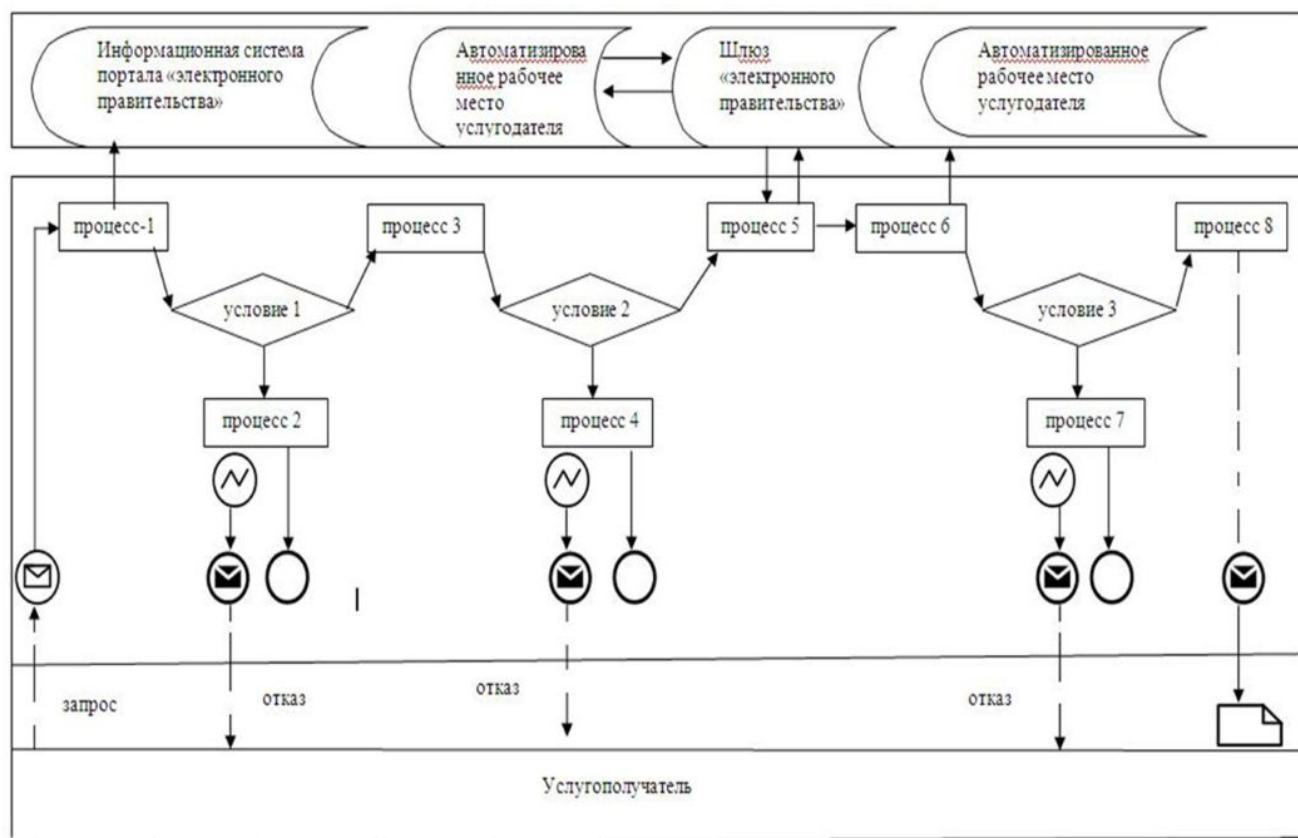 Информационная система
портала «электронного
правительства»
Автоматизирова
нное рабочее
место
услугодателя
Шлюз
«электронного
правительства»
Автоматизированное
рабочее место
услугодателя
процесс-1
процесс 3
процесс 5
процесс 6
процесс 8
условие 1
условие 2
условие 3
процесс 2
процесс 4
процесс 7
запрос
отказ
отказ
отказ
Услугополучатель